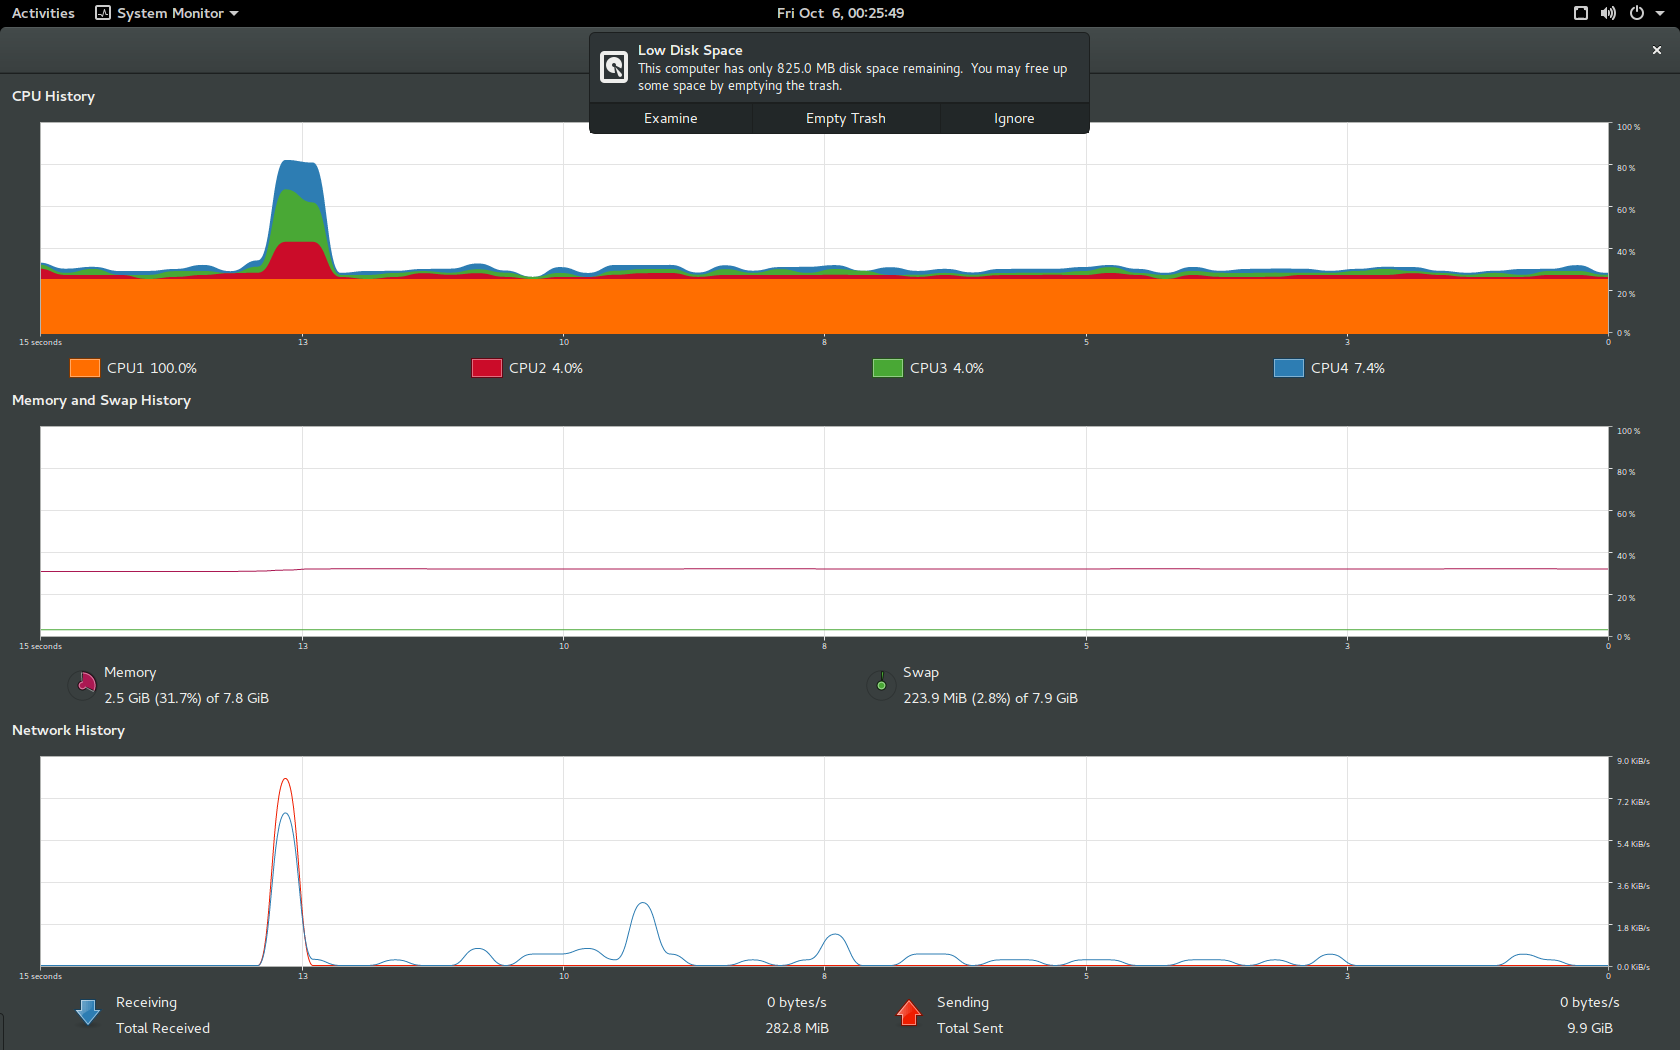 Activities System Monitor Fri Oct 6, 00:25:49
Low Disk Space
This computer has only 825.0 MB disk space remaining. You may free up
some space by emptying the trash.
Examine Empty Trash Ignore
CPU History
100 %
80 %
60 %
40 %
20 %
0 %
15 seconds 13 10 8 5 3 0
CPU1 100.0% CPU2 4.0% CPU3 4.0% CPU4 7.4%
Memory and Swap History
100 %
80 %
60 %
40 %
20 %
0 %
15 seconds 13 10 8 5 3 0
Memory
2.5 GiB (31.7%) of 7.8 GiB
Swap
223.9 MiB (2.8%) of 7.9 GiB
Network History
9.0 KiB/s
7.2 KiB/s
5.4 KiB/s
3.6 KiB/s
1.8 KiB/s
0.0 KiB/s
15 seconds 13 10 8 5 3 0
Receiving 0 bytes/s
Total Received 282.8 MiB
Sending 0 bytes/s
Total Sent 9.9 GiB